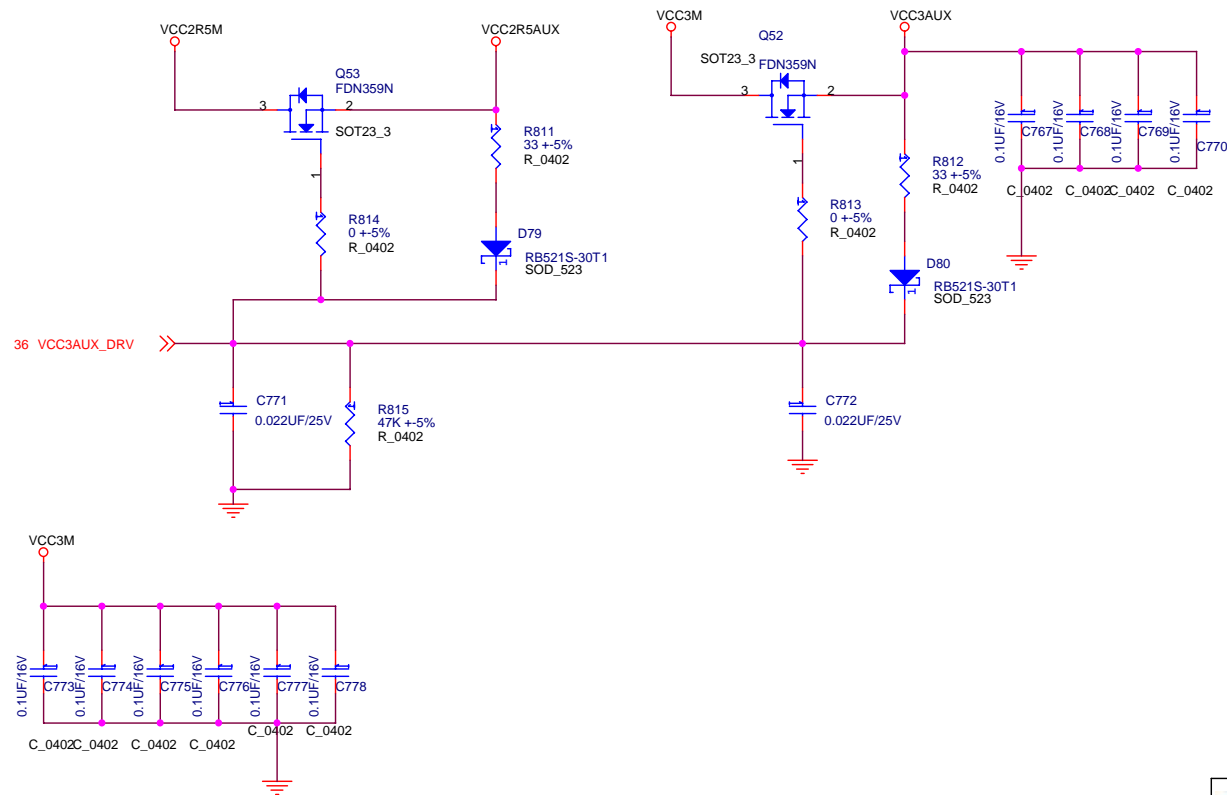 VCC2R5M
VCC2R5AUX
VCC3M
VCC3AUX
Q53
FDN359N
3
2
SOT23_3
1
R811
33 +-5%
R_0402
R814
0 +-5%
R_0402
D79
1
RB521S-30T1
SOD_523
Q52
SOT23_3
FDN359N
3
2
1
R812
33 +-5%
R_0402
R813
0 +-5%
R_0402
D80
1
RB521S-30T1
SOD_523
0.1UF/16V
C767
0.1UF/16V
C768
0.1UF/16V
C769
0.1UF/16V
C770
C_0402
C_0402
C_0402
C_0402
36 VCC3AUX_DRV
C771
0.022UF/25V
R815
47K +-5%
R_0402
C772
0.022UF/25V
VCC3M
0.1UF/16V
C773
0.1UF/16V
C774
0.1UF/16V
C775
0.1UF/16V
C776
0.1UF/16V
C777
0.1UF/16V
C778
C_0402
C_0402
C_0402
C_0402
C_0402
C_0402